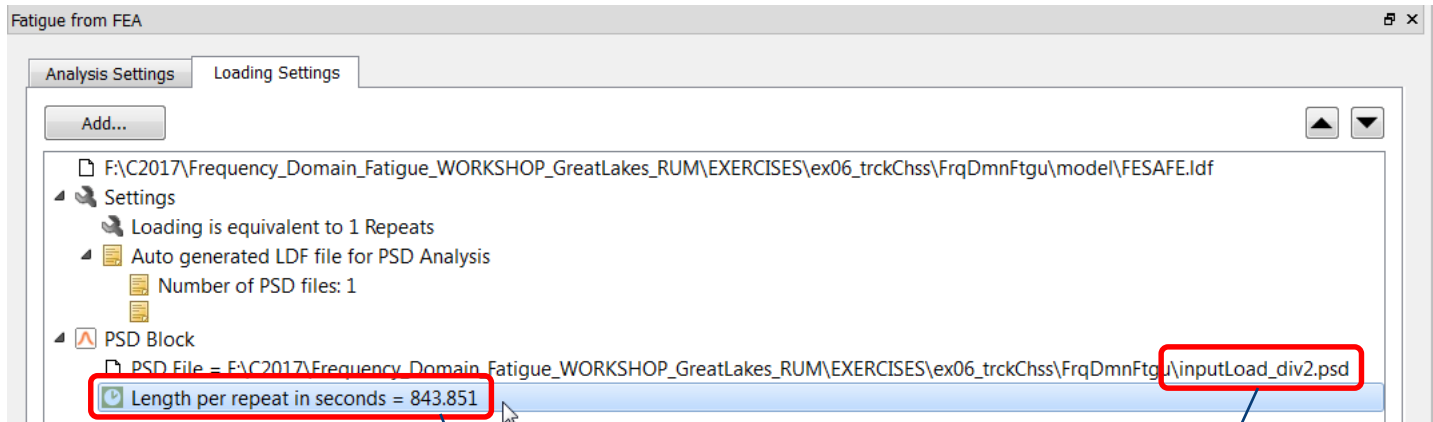 Fatigue from FEA
Analysis Settings Loading Settings
Add...
F:\C2017\Frequency_Domain_Fatigue_WORKSHOP_GreatLakes_RUM\EXERCISES\ex06_trckChss\FrqDmnFtgu\model\FESAFE.ldf
Settings
Loading is equivalent to 1 Repeats
Auto generated LDF file for PSD Analysis
Number of PSD files: 1
PSD Block
PSD File = F:\C2017\Frequency_Domain_Fatigue_WORKSHOP_GreatLakes_RUM\EXERCISES\ex06_trckChss\FrqDmnFtgu\inputLoad_div2.psd
Length per repeat in seconds = 843.851